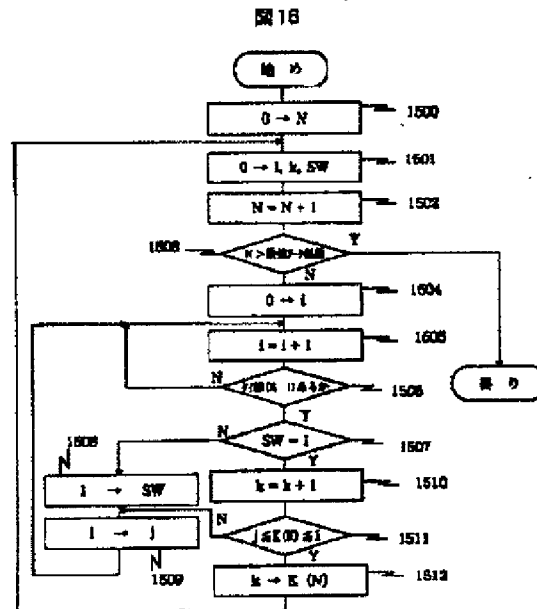 図16
始め
0 → N
1500
0 → i, k, SW
1501
N = N + 1
1502
1503
Y
N
0 → i
1504
i = i + 1
1605
N
1506
Y
N
SW = 1
1507
Y
1508
1 → SW
k = k + 1
1510
N
i → j
j ≦ K(N) ≦ i
1511
Y
1509
k → K (N)
1512
終り